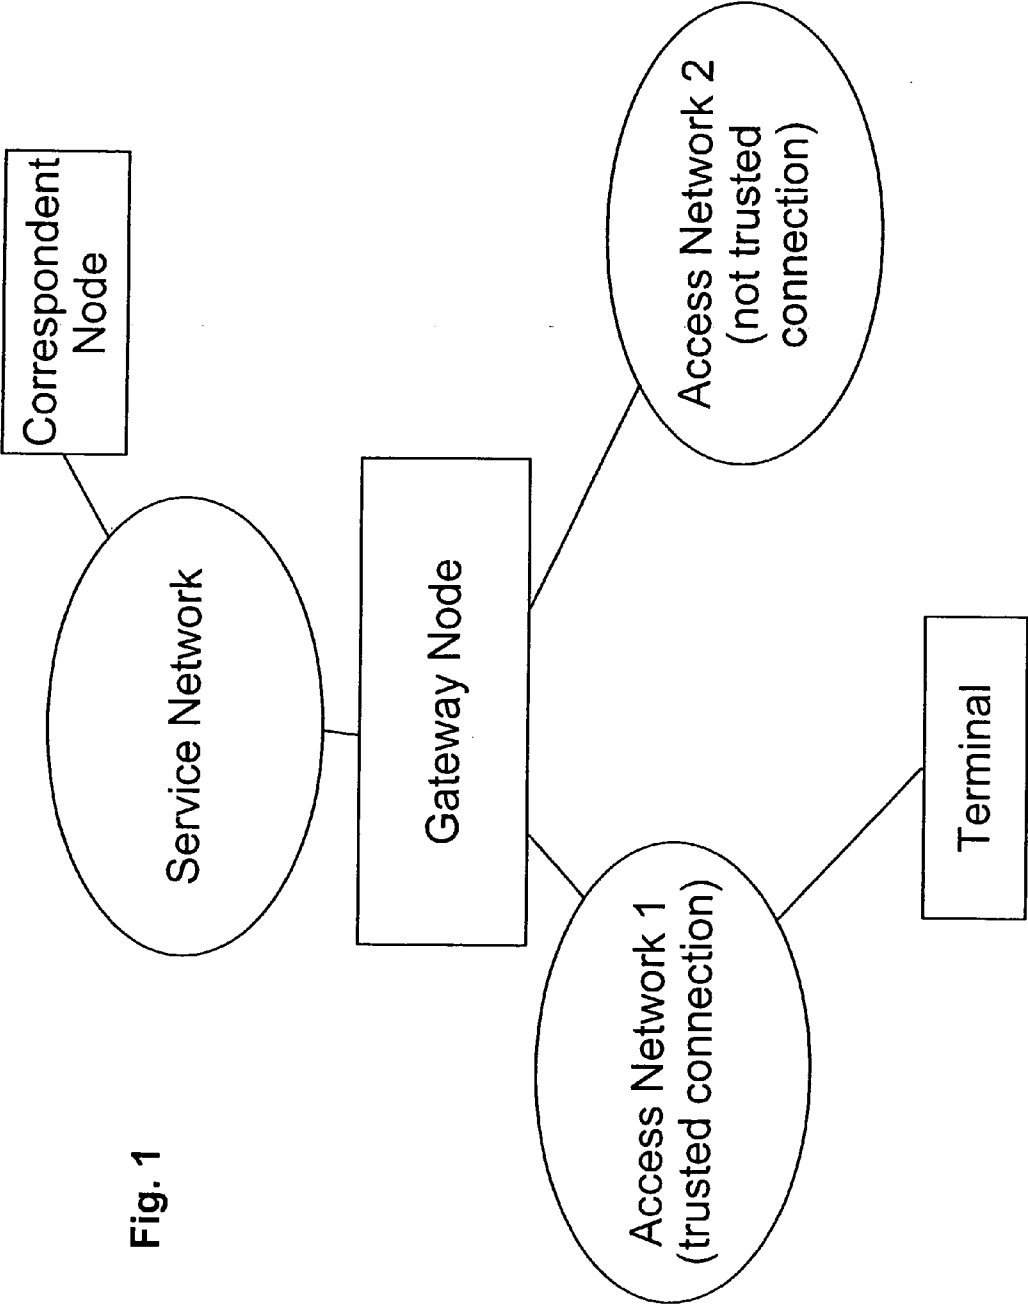 Fig. 1
Correspondent
Node
Service Network
Gateway Node
Access Network 1
(trusted connection)
Access Network 2
(not trusted
connection)
Terminal